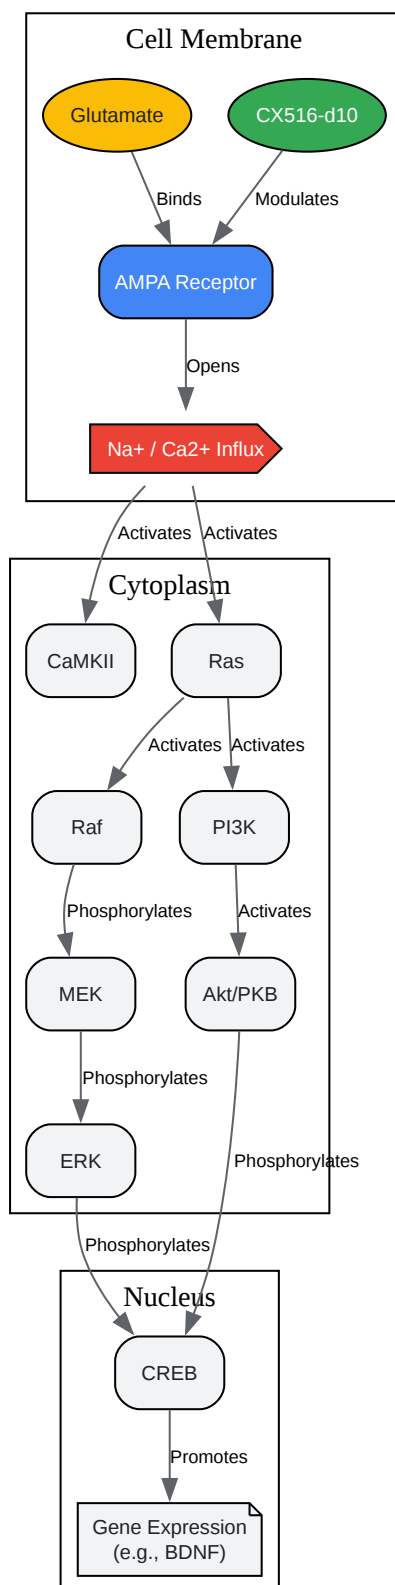 Cell Membrane
Glutamate
CX516-d10
Binds
Modulates
AMPA Receptor
Opens
Na+ / Ca2+ Influx
Activates
Activates
Cytoplasm
CaMKII
Ras
Activates
Activates
Raf
PI3K
Phosphorylates
Activates
MEK
Akt/PKB
Phosphorylates
ERK
Phosphorylates
Phosphorylates
Nucleus
CREB
Promotes
Gene Expression
(e.g., BDNF)